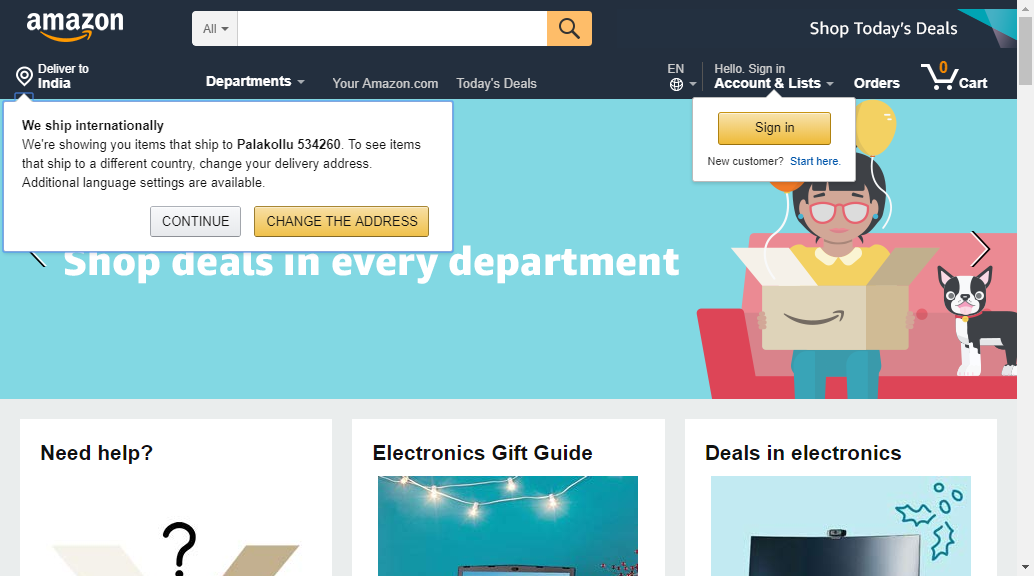 amazon
All
Shop Today's Deals
Deliver to
India
Departments
Your Amazon.com
Today's Deals
EN
Hello. Sign in
Account & Lists
Orders
0
Cart
We ship internationally
We're showing you items that ship to Palakollu 534260. To see items
that ship to a different country, change your delivery address.
Additional language settings are available.
CONTINUE
CHANGE THE ADDRESS
Sign in
New customer? Start here.
Shop deals in every department
Need help?
Electronics Gift Guide
Deals in electronics
?